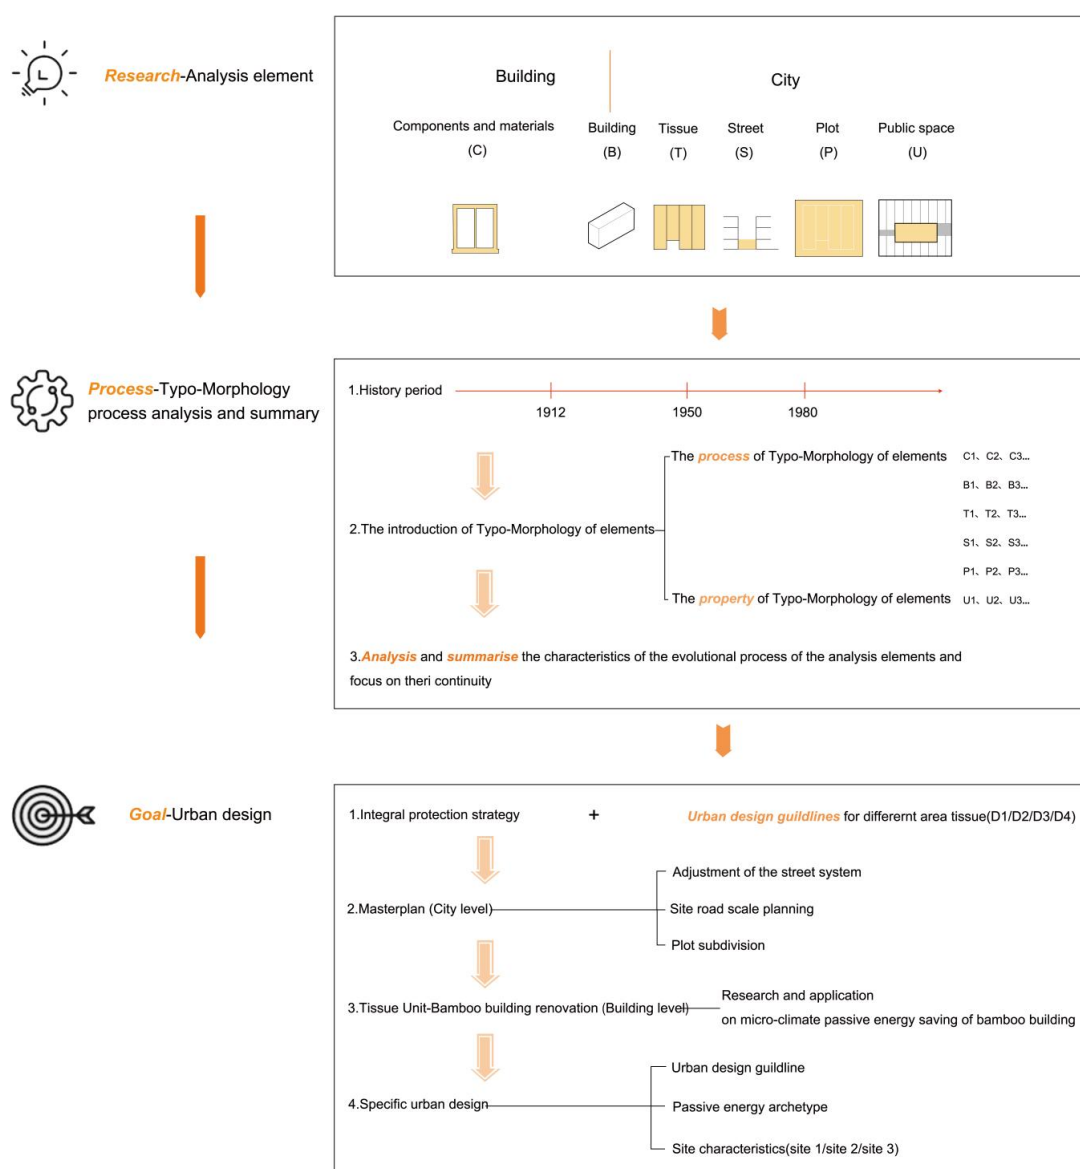 Research-Analysis element
Building
City
Components and materials
(C)
Building
(B)
Tissue
(T)
Street
(S)
Plot
(P)
Public space
(U)
Process-Typo-Morphology
process analysis and summary
1.History period
1912
1950
1980
The process of Typo-Morphology of elements
C1、C2、C3...
B1、B2、B3...
T1、T2、T3...
2.The introduction of Typo-Morphology of elements
S1、S2、S3...
P1、P2、P3...
The property of Typo-Morphology of elements
U1、U2、U3...
3.Analysis and summarise the characteristics of the evolutional process of the analysis elements and
focus on theri continuity
Goal-Urban design
1.Integral protection strategy
+
Urban design guildlines for differernt area tissue(D1/D2/D3/D4)
Adjustment of the street system
2.Masterplan (City level)
Site road scale planning
Plot subdivision
3.Tissue Unit-Bamboo building renovation (Building level)
Research and application
on micro-climate passive energy saving of bamboo building
Urban design guildline
4.Specific urban design
Passive energy archetype
Site characteristics(site 1/site 2/site 3)